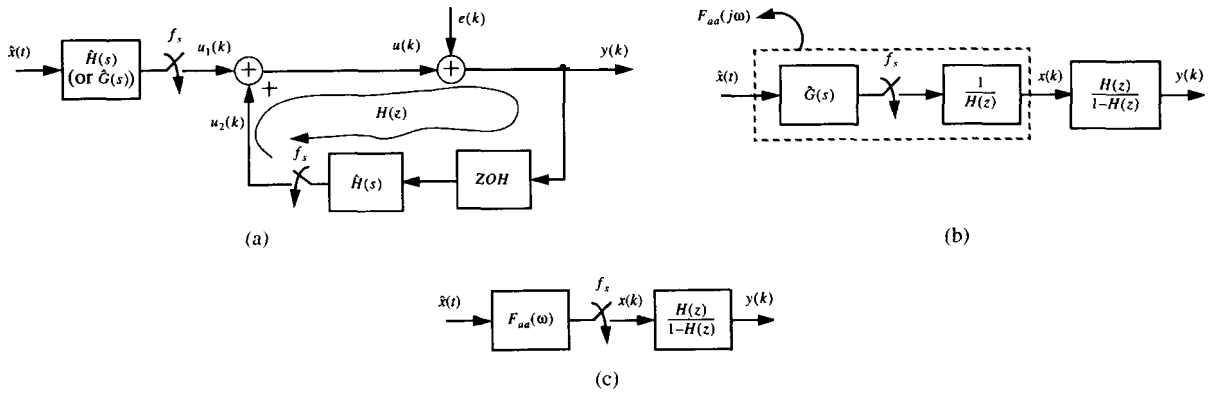 x̂(t)
Ĥ(s)
(or Ĝ(s))
f_s
u_1(k)
+
+
u(k)
e(k)
+
y(k)
H(z)
u_2(k)
f_s
Ĥ(s)
ZOH
(a)
F_aa(jω)
x̂(t)
Ĝ(s)
f_s
1
H(z)
x(k)
H(z)
1–H(z)
y(k)
(b)
x̂(t)
F_aa(ω)
f_s
x(k)
H(z)
1–H(z)
y(k)
(c)